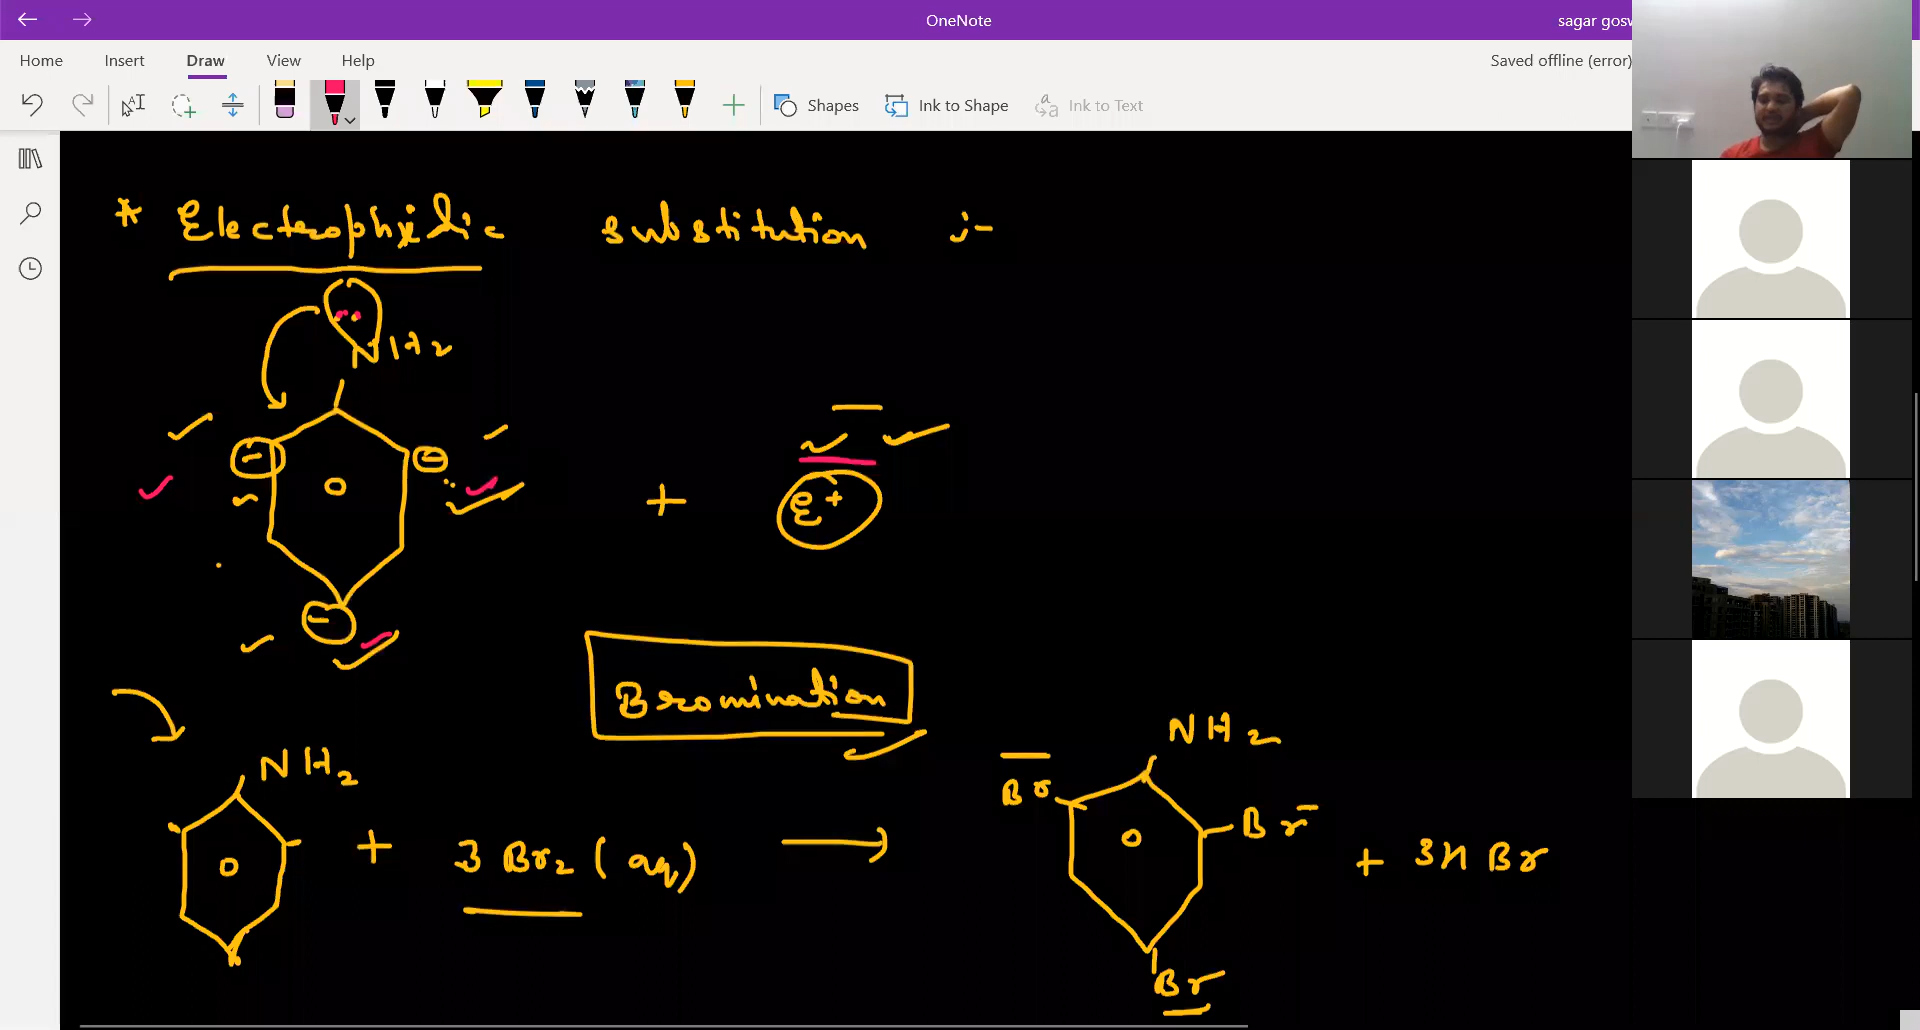 OneNote
sagar gosw
Home Insert Draw View Help
Saved offline (error)
Shapes Ink to Shape Ink to Text
* Electrophilic substitution :-
NH2
+ E+
Bromination
NH2 + 3 Br2 (aq) → NH2 Br Br Br + 3HBr